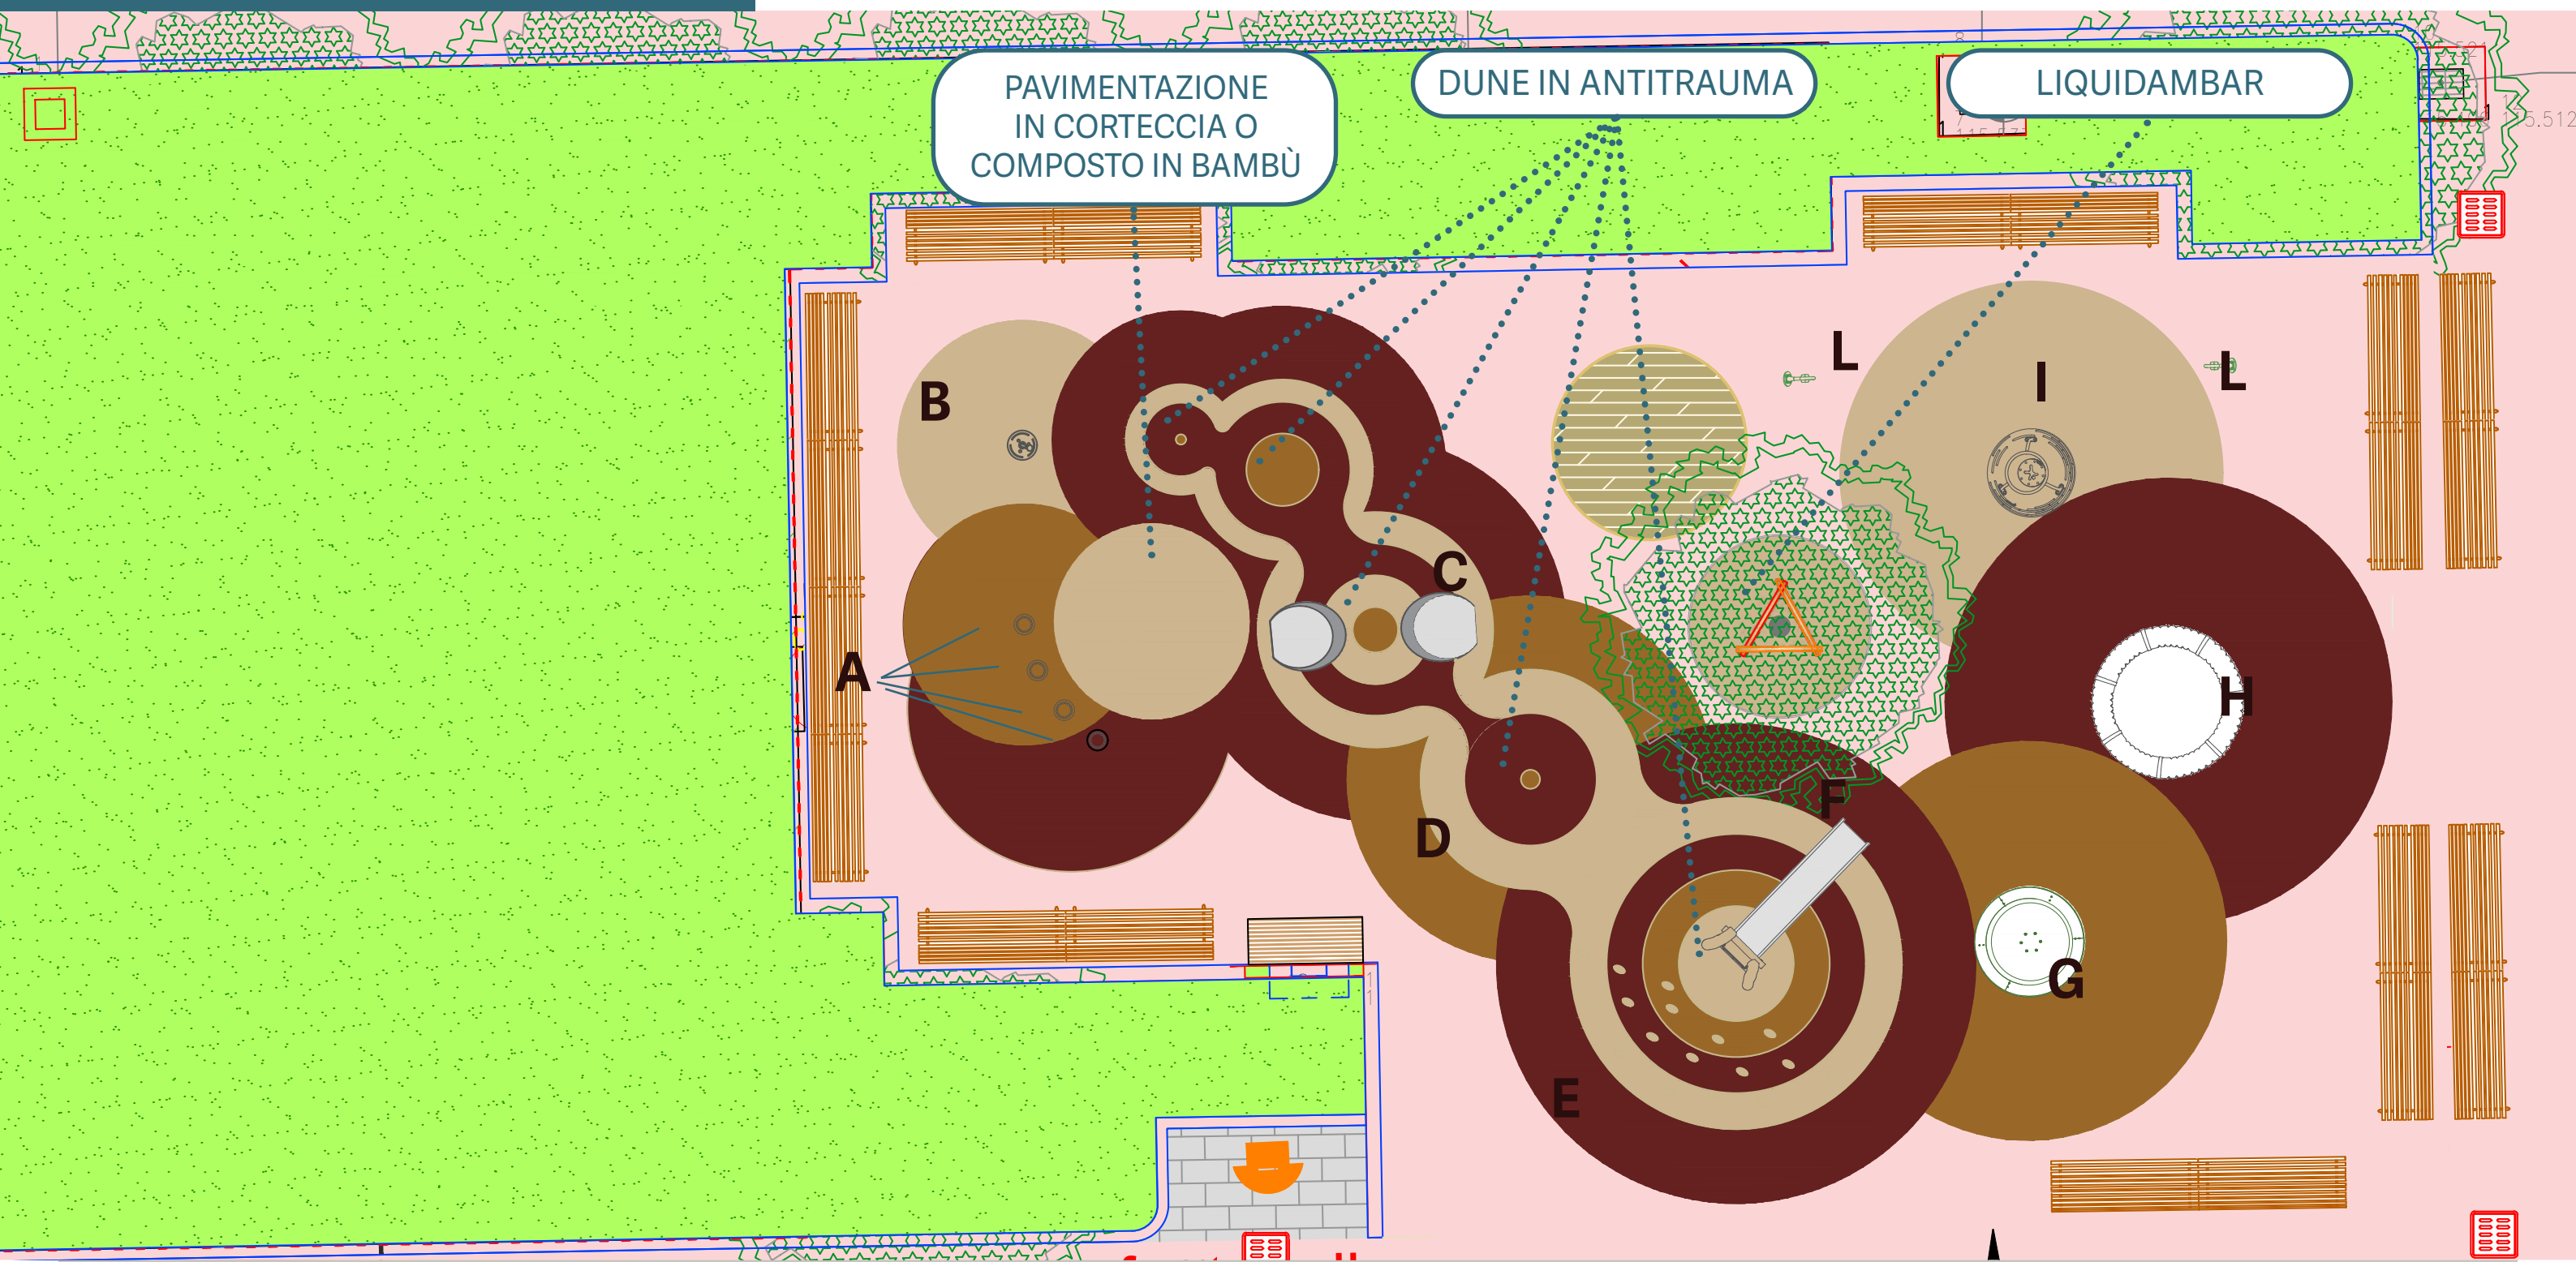 PAVIMENTAZIONE
IN CORTECCIA O
COMPOSTO IN BAMBÙ
DUNE IN ANTITRAUMA
LIQUIDAMBAR
L
I
L
B
C
A
H
F
D
G
E